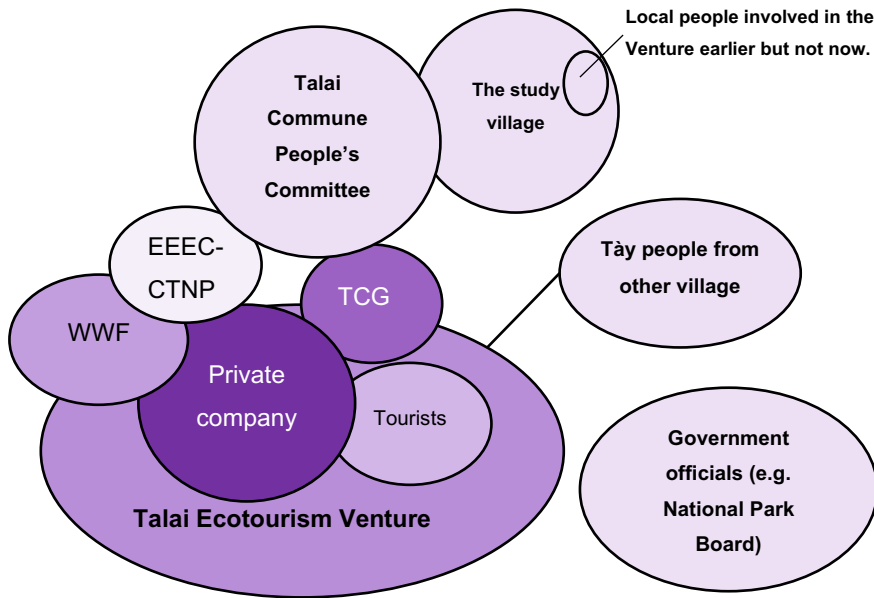 Local people involved in the
Venture earlier but not now.
Talai
Commune
People's
Committee
The study
village
EEEC-
CTNP
TCG
Tày people from
other village
WWF
Private
company
Tourists
Government
officials (e.g.
National Park
Board)
Talai Ecotourism Venture